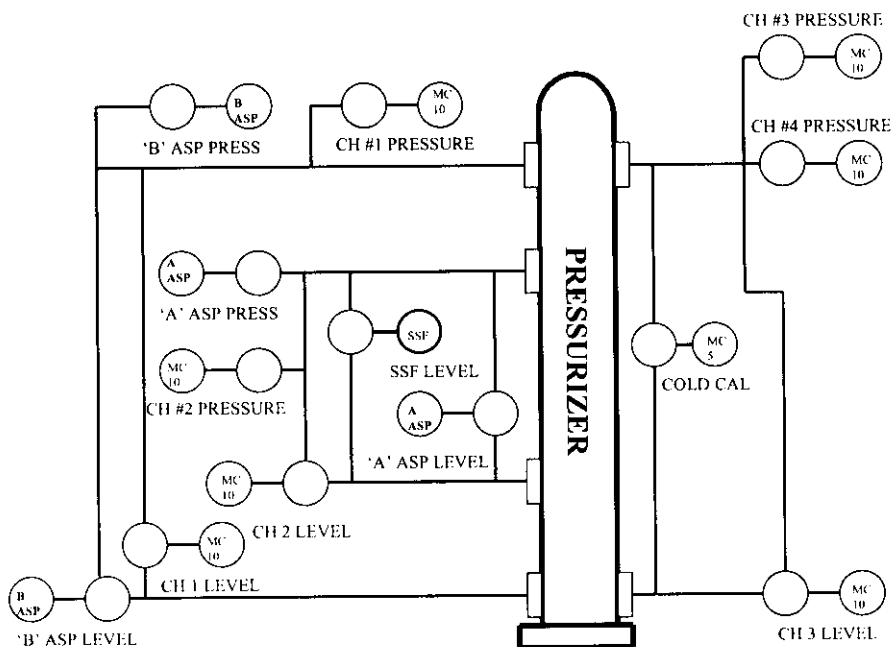 CH #3 PRESSURE
MC
10
B
ASP
MC
10
'B' ASP PRESS
CH #1 PRESSURE
CH #4 PRESSURE
MC
10
A
ASP
'A' ASP PRESS
PRESSURIZER
SSF
SSF LEVEL
MC
5
COLD CAL
MC
10
CH #2 PRESSURE
A
ASP
'A' ASP LEVEL
MC
10
CH 2 LEVEL
MC
10
CH 1 LEVEL
B
ASP
'B' ASP LEVEL
MC
10
CH 3 LEVEL